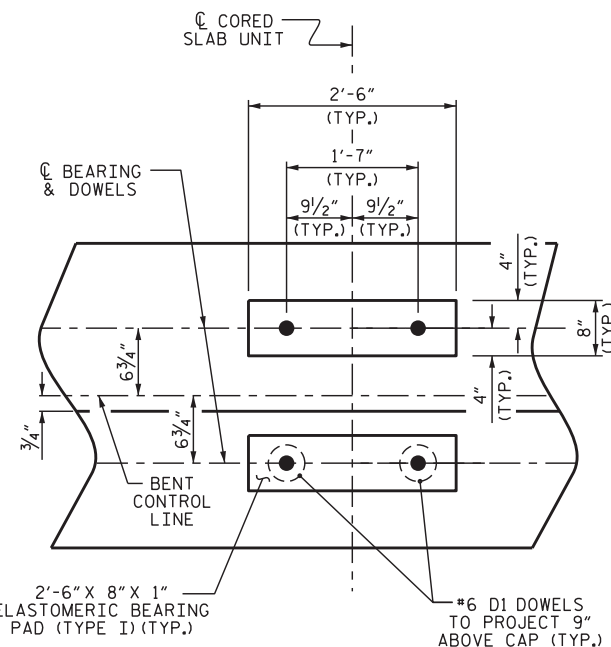 ℄ CORED
SLAB UNIT
2'-6"
(TYP.)
℄ BEARING
& DOWELS
1'-7"
(TYP.)
9½" 9½"
(TYP.) (TYP.)
4"
(TYP.)
8"
(TYP.)
6¾"
4"
(TYP.)
¾"
6¾"
BENT
CONTROL
LINE
2'-6" X 8" X 1"
ELASTOMERIC BEARING
PAD (TYPE I)(TYP.)
#6 D1 DOWELS
TO PROJECT 9"
ABOVE CAP (TYP.)